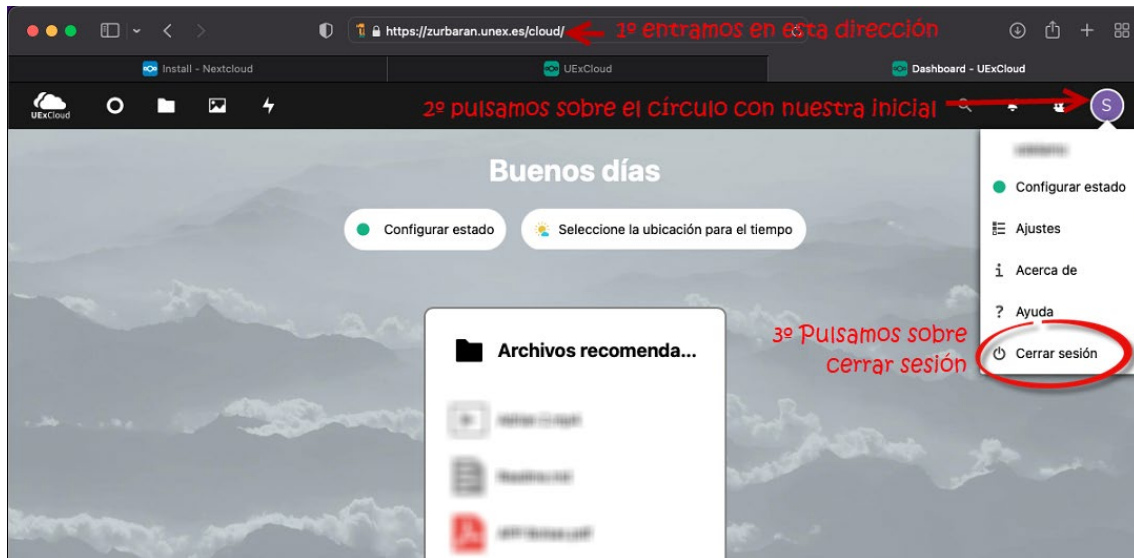 https://zurbaran.unex.es/cloud/
1º entramos en esta dirección
Install - Nextcloud
UExCloud
Dashboard - UExCloud
UExCloud
2º pulsamos sobre el círculo con nuestra inicial
S
Buenos días
Configurar estado
Seleccione la ubicación para el tiempo
Configurar estado
Ajustes
Acerca de
Ayuda
Cerrar sesión
3º Pulsamos sobre
cerrar sesión
Archivos recomenda...